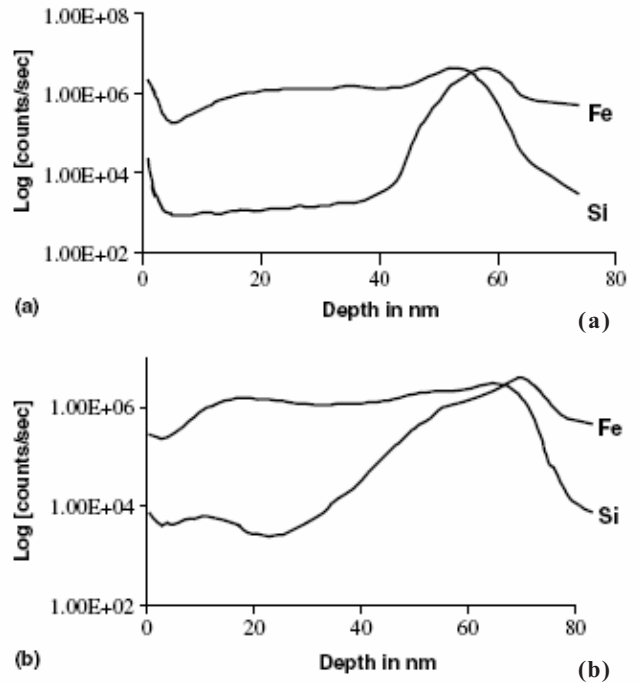 1.00E+08
1.00E+06
1.00E+04
1.00E+02
Log [counts/sec]
Fe
Si
0 20 40 60 80
Depth in nm
(a) (a)
1.00E+06
1.00E+04
1.00E+02
Log [counts/sec]
Fe
Si
0 20 40 60 80
Depth in nm
(b) (b)